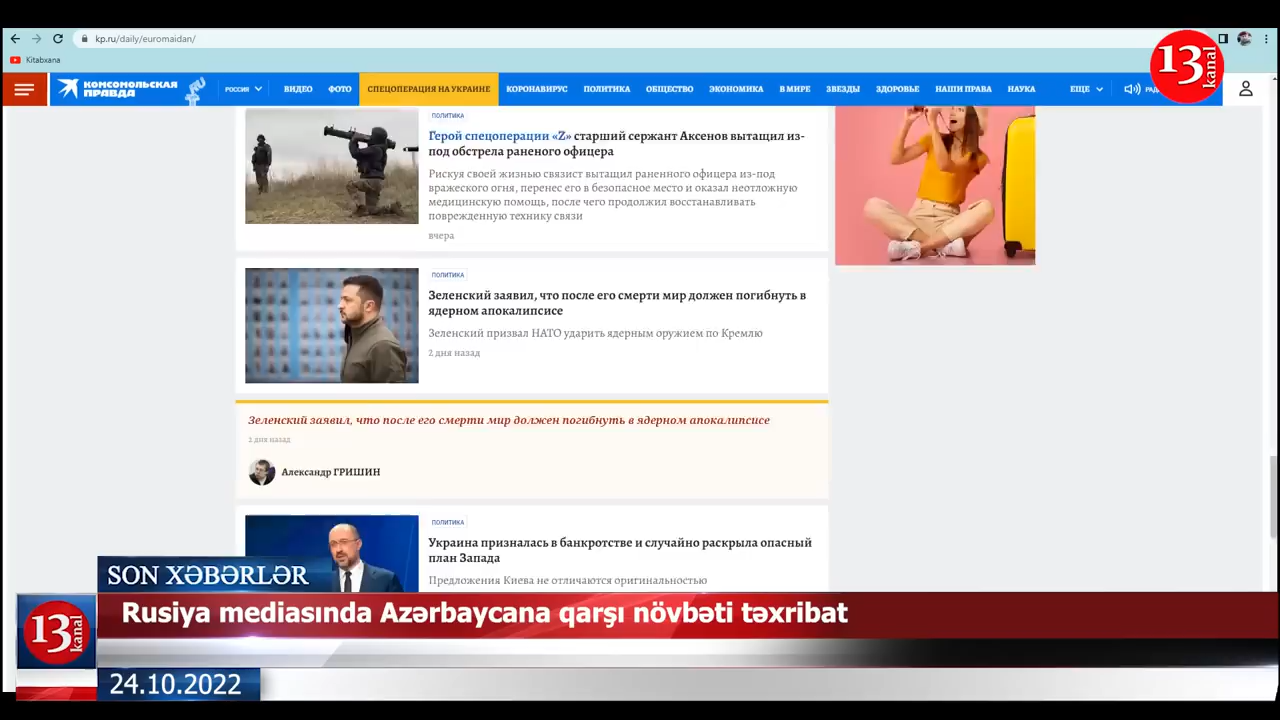 kp.ru/daily/euromaidan/
Kitabxana
13 kanal
КОМСОМОЛЬСКАЯ ПРАВДА
РОССИЯ
ВИДЕО
ФОТО
СПЕЦОПЕРАЦИЯ НА УКРАИНЕ
КОРОНАВИРУС
ПОЛИТИКА
ОБЩЕСТВО
ЭКОНОМИКА
В МИРЕ
ЗВЕЗДЫ
ЗДОРОВЬЕ
НАШИ ПРАВА
НАУКА
ЕЩЕ
ПОЛИТИКА
Герой спецоперации «Z» старший сержант Аксенов вытащил из-
под обстрела раненого офицера
Рискуя своей жизнью связист вытащил раненного офицера из-под
вражеского огня, перенес его в безопасное место и оказал неотложную
медицинскую помощь, после чего продолжил восстанавливать
поврежденную технику связи
вчера
ПОЛИТИКА
Зеленский заявил, что после его смерти мир должен погибнуть в
ядерном апокалипсисе
Зеленский призвал НАТО ударить ядерным оружием по Кремлю
2 дня назад
Зеленский заявил, что после его смерти мир должен погибнуть в ядерном апокалипсисе
2 дня назад
Александр ГРИШИН
ПОЛИТИКА
Украина призналась в банкротстве и случайно раскрыла опасный
план Запада
Предложения Киева не отличаются оригинальностью
SON XƏBƏRLƏR
Rusiya mediasında Azərbaycana qarşı növbəti təxribat
13 kanal
24.10.2022